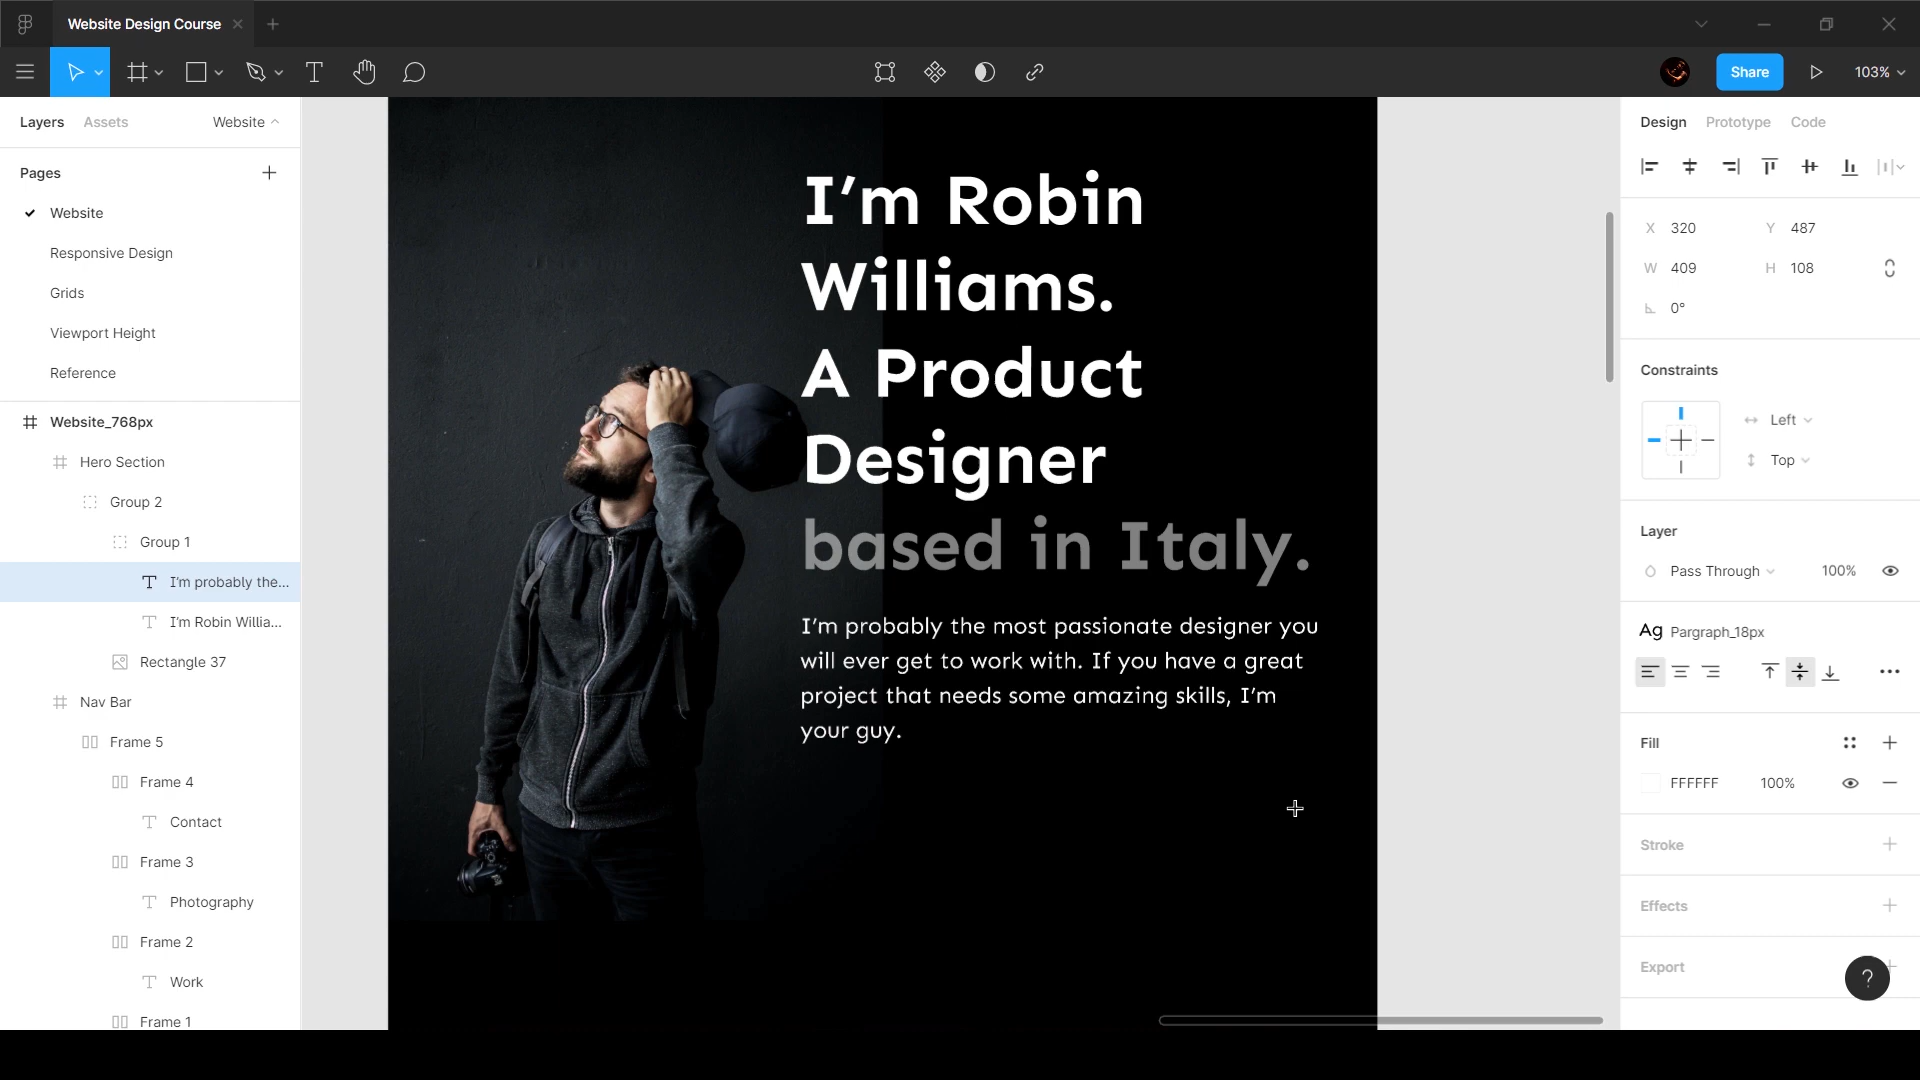 Website Design Course
Share
103%
Layers
Assets
Website
Pages
Website
Responsive Design
Grids
Viewport Height
Reference
Website_768px
Hero Section
Group 2
Group 1
I'm probably the...
I'm Robin Willia...
Rectangle 37
Nav Bar
Frame 5
Frame 4
Contact
Frame 3
Photography
Frame 2
Work
Frame 1
I'm Robin
Williams.
A Product
Designer
based in Italy.
I'm probably the most passionate designer you
will ever get to work with. If you have a great
project that needs some amazing skills, I'm
your guy.
Design Prototype Code
X 320 Y 487
W 409 H 108
0°
Constraints
Left
Top
Layer
Pass Through 100%
Ag Pargraph_18px
Fill
FFFFFF 100%
Stroke
Effects
Export
?